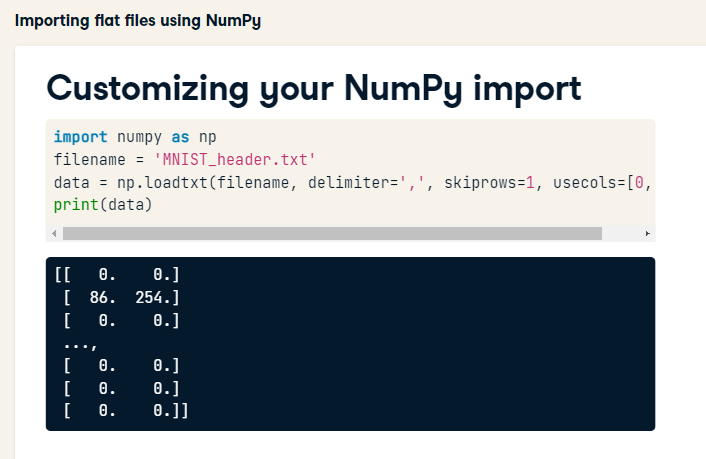 Importing flat files using NumPy
Customizing your NumPy import
import numpy as np
filename = 'MNIST_header.txt'
data = np.loadtxt(filename, delimiter=',', skiprows=1, usecols=[0,
print(data)
[[   0.    0.]
 [  86.  254.]
 [   0.    0.]
 ...,
 [   0.    0.]
 [   0.    0.]
 [   0.    0.]]